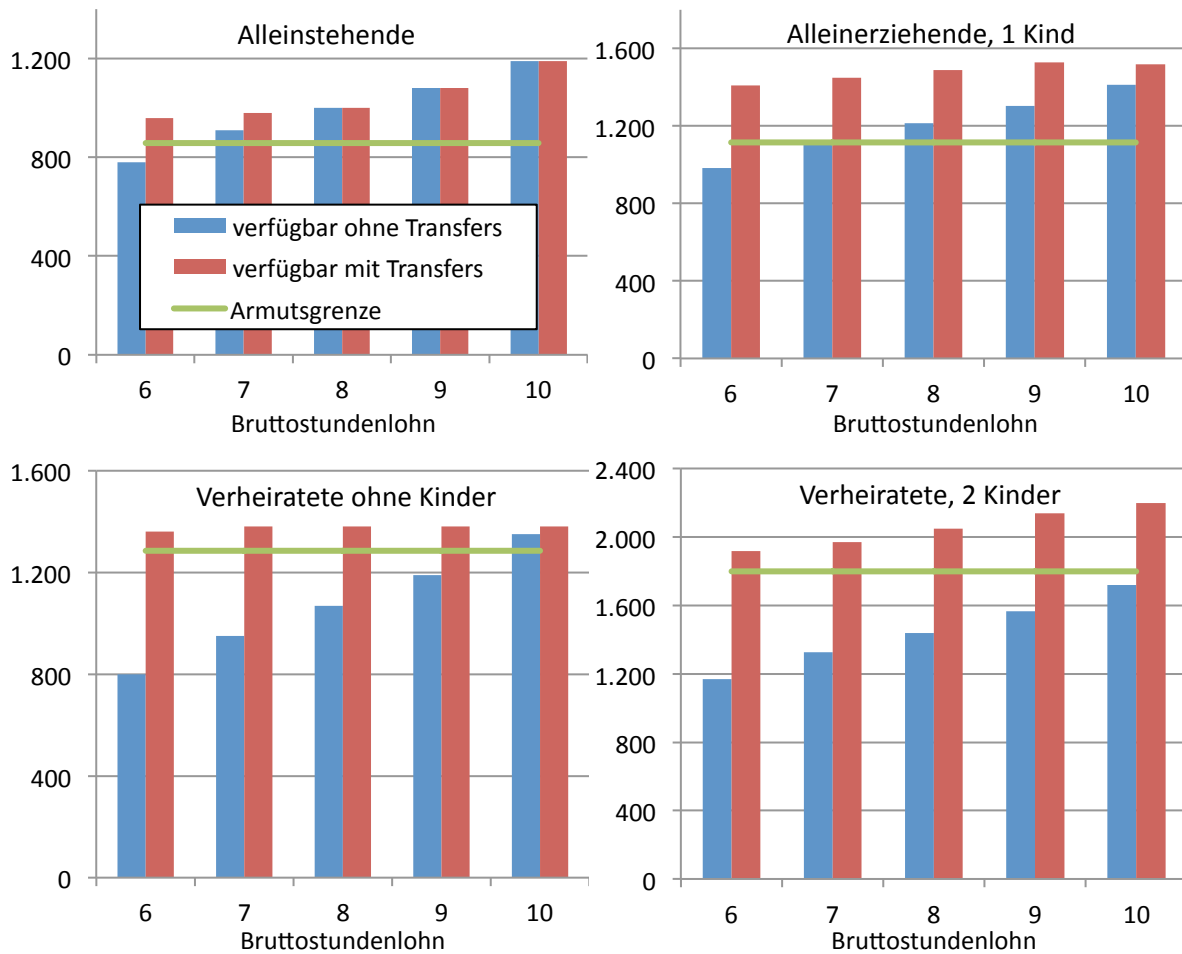 Alleinstehende
1.200
800
400
0
verfügbar ohne Transfers
verfügbar mit Transfers
Armutsgrenze
6 7 8 9 10
Bruttostundenlohn
Alleinerziehende, 1 Kind
1.600
1.200
800
400
0
6 7 8 9 10
Bruttostundenlohn
Verheiratete ohne Kinder
1.600
1.200
800
400
0
6 7 8 9 10
Bruttostundenlohn
Verheiratete, 2 Kinder
2.400
2.000
1.600
1.200
800
400
0
6 7 8 9 10
Bruttostundenlohn